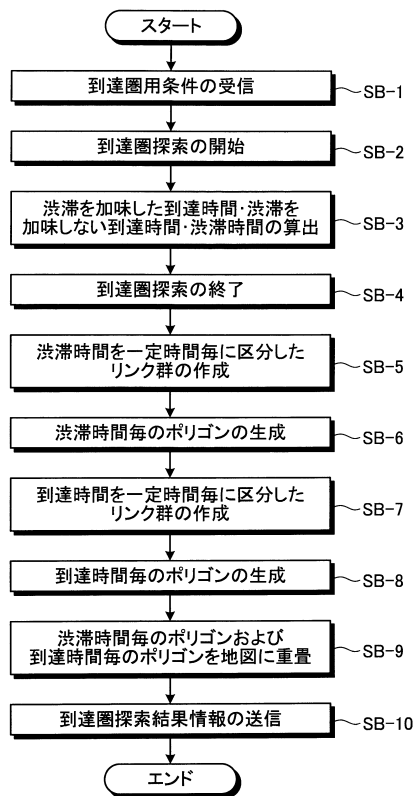 スタート
到達圏用条件の受信
SB-1
到達圏探索の開始
SB-2
渋滞を加味した到達時間・渋滞を
加味しない到達時間・渋滞時間の算出
SB-3
到達圏探索の終了
SB-4
渋滞時間を一定時間毎に区分した
リンク群の作成
SB-5
渋滞時間毎のポリゴンの生成
SB-6
到達時間を一定時間毎に区分した
リンク群の作成
SB-7
到達時間毎のポリゴンの生成
SB-8
渋滞時間毎のポリゴンおよび
到達時間毎のポリゴンを地図に重畳
SB-9
到達圏探索結果情報の送信
SB-10
エンド